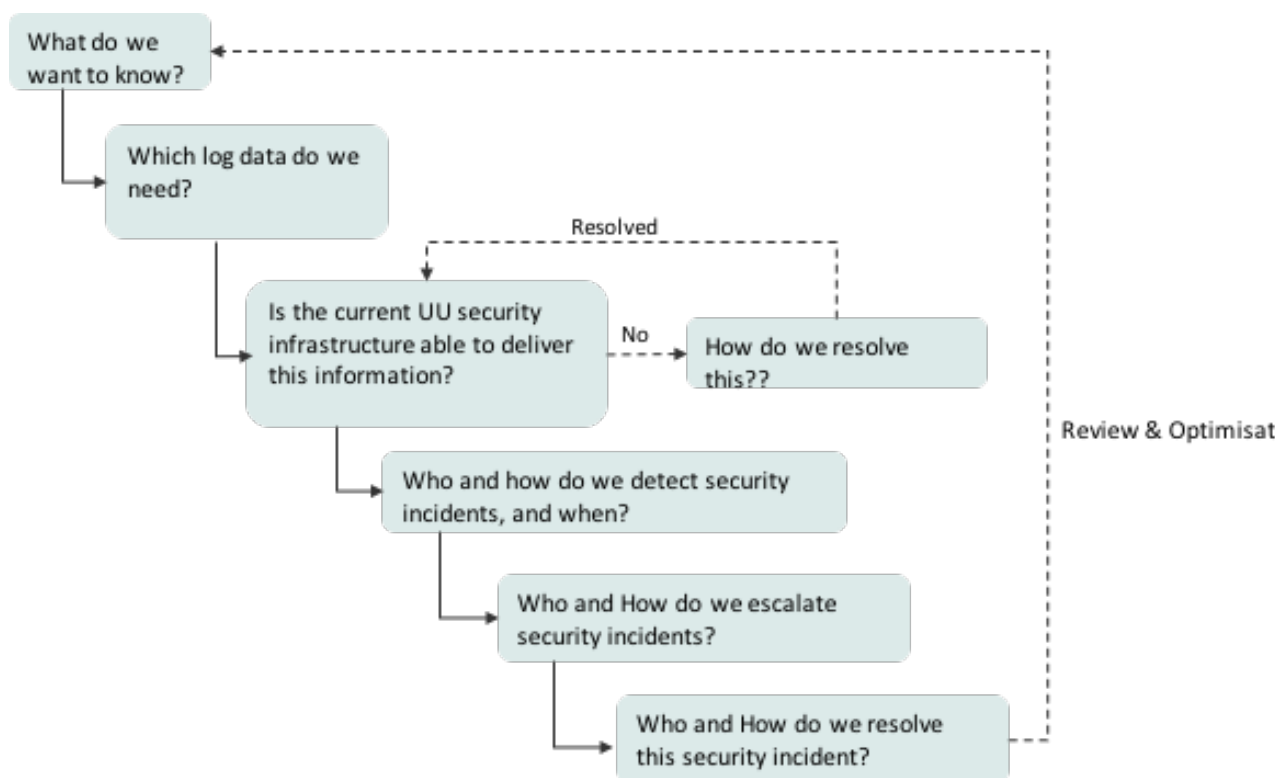 What do we
want to know?
Which log data do we
need?
Resolved
Is the current UU security
infrastructure able to deliver
this information?
No
How do we resolve
this??
Review & Optimisat
Who and how do we detect security
incidents, and when?
Who and How do we escalate
security incidents?
Who and How do we resolve
this security incident?